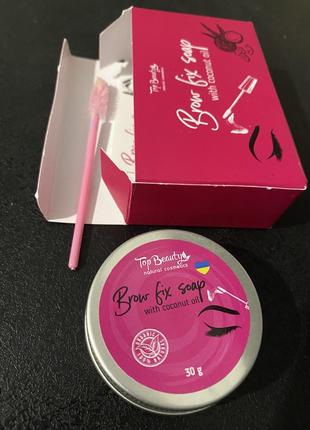 Top Beauty
Brow fix soap
with coconut oil
Top Beauty
natural cosmetics
Brow fix soap
with coconut oil
ORGANIC
30 g